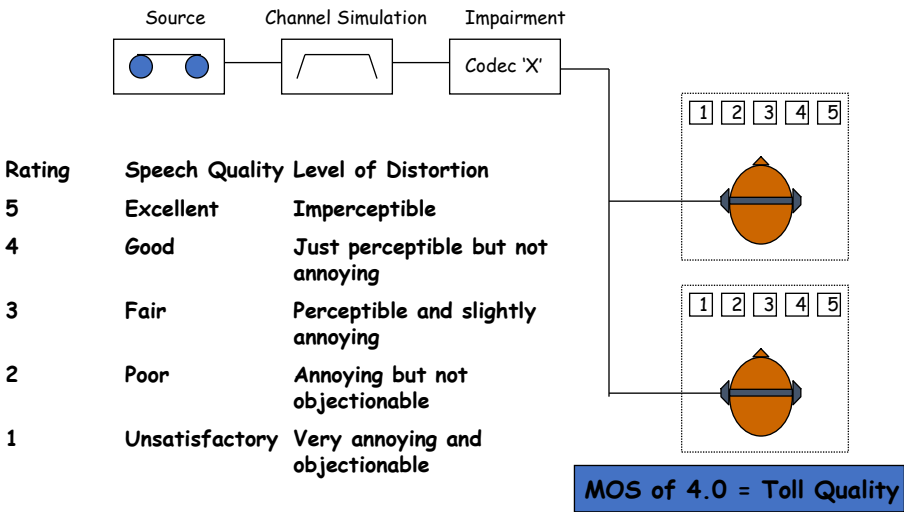 Source Channel Simulation Impairment
Codec ‘X’
1 2 3 4 5
Rating Speech Quality Level of Distortion
5 Excellent Imperceptible
4 Good Just perceptible but not
annoying
3 Fair Perceptible and slightly
annoying
1 2 3 4 5
2 Poor Annoying but not
objectionable
1 Unsatisfactory Very annoying and
objectionable
MOS of 4.0 = Toll Quality